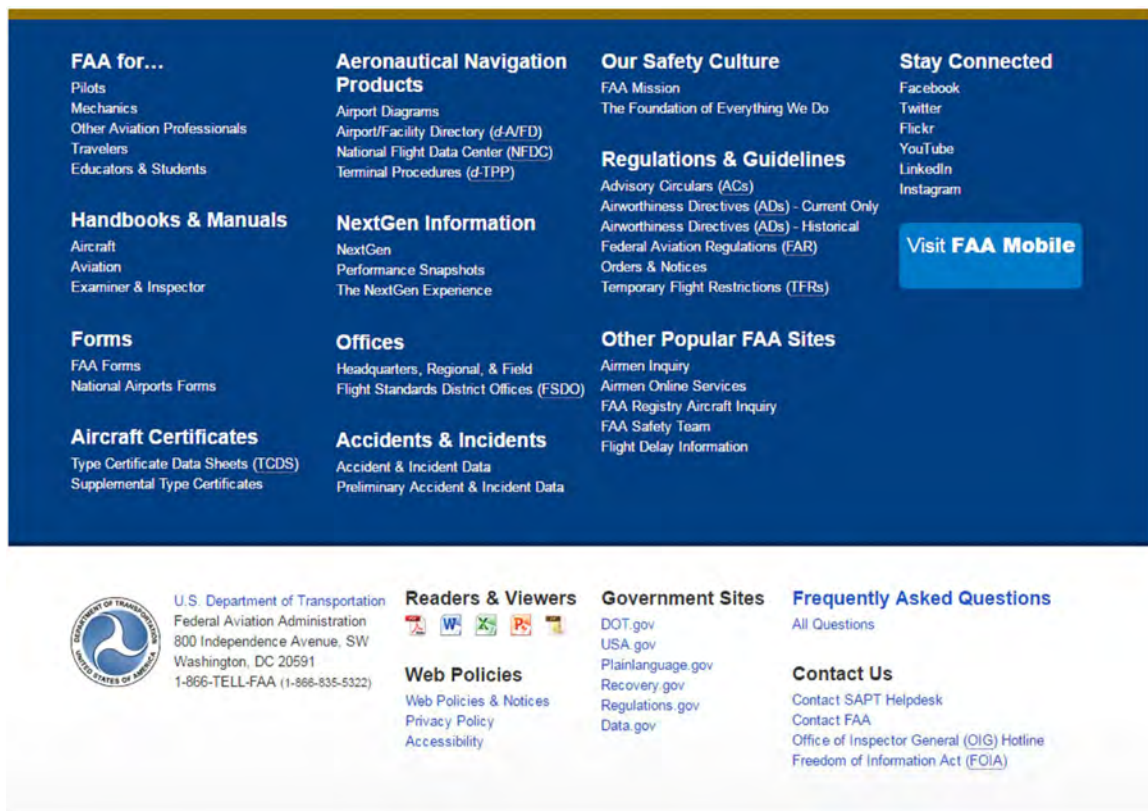 FAA for…
Pilots
Mechanics
Other Aviation Professionals
Travelers
Educators & Students
Handbooks & Manuals
Aircraft
Aviation
Examiner & Inspector
Forms
FAA Forms
National Airports Forms
Aircraft Certificates
Type Certificate Data Sheets (TCDS)
Supplemental Type Certificates
Aeronautical Navigation
Products
Airport Diagrams
Airport/Facility Directory (d-A/FD)
National Flight Data Center (NFDC)
Terminal Procedures (d-TPP)
NextGen Information
NextGen
Performance Snapshots
The NextGen Experience
Offices
Headquarters, Regional, & Field
Flight Standards District Offices (FSDO)
Accidents & Incidents
Accident & Incident Data
Preliminary Accident & Incident Data
Our Safety Culture
FAA Mission
The Foundation of Everything We Do
Regulations & Guidelines
Advisory Circulars (ACs)
Airworthiness Directives (ADs) - Current Only
Airworthiness Directives (ADs) - Historical
Federal Aviation Regulations (FAR)
Orders & Notices
Temporary Flight Restrictions (TFRs)
Other Popular FAA Sites
Airmen Inquiry
Airmen Online Services
FAA Registry Aircraft Inquiry
FAA Safety Team
Flight Delay Information
Stay Connected
Facebook
Twitter
Flickr
YouTube
LinkedIn
Instagram
Visit FAA Mobile
DEPARTMENT OF TRANSPORTATION
UNITED STATES OF AMERICA
U.S. Department of Transportation
Federal Aviation Administration
800 Independence Avenue, SW
Washington, DC 20591
1-866-TELL-FAA (1-866-835-5322)
Readers & Viewers
Web Policies
Web Policies & Notices
Privacy Policy
Accessibility
Government Sites
DOT.gov
USA.gov
Plainlanguage.gov
Recovery.gov
Regulations.gov
Data.gov
Frequently Asked Questions
All Questions
Contact Us
Contact SAPT Helpdesk
Contact FAA
Office of Inspector General (OIG) Hotline
Freedom of Information Act (FOIA)